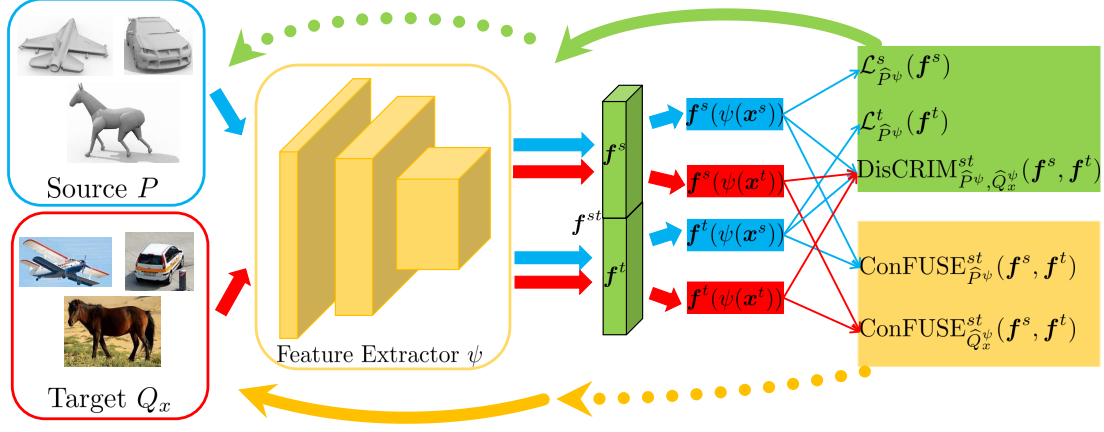 Source P
Target Q_x
Feature Extractor ψ
f^s
f^{st}
f^t
f^s(ψ(x^s))
f^s(ψ(x^t))
f^t(ψ(x^s))
f^t(ψ(x^t))
ℒ^s_{P̂^ψ}(f^s)
ℒ^t_{P̂^ψ}(f^t)
DisCRIM^{st}_{P̂^ψ, Q̂^ψ_x}(f^s, f^t)
ConFUSE^{st}_{P̂^ψ}(f^s, f^t)
ConFUSE^{st}_{Q̂^ψ_x}(f^s, f^t)